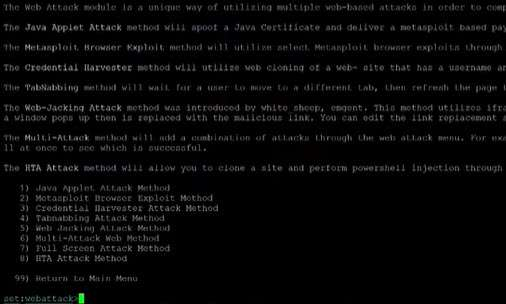 The Web Attack module is a unique way of utilizing multiple web-based attacks in order to comp
The Java Applet Attack method will spoof a Java Certificate and deliver a metasploit based pay
The Metasploit Browser Exploit method will utilize select Metasploit browser exploits through
The Credential Harvester method will utilize web cloning of a web- site that has a username an
The TabNabbing method will wait for a user to move to a different tab, then refresh the page t
The Web-Jacking Attack method was introduced by white_sheep, emgent. This method utilizes ifra
a window pops up then is replaced with the malicious link. You can edit the link replacement s
The Multi-Attack method will add a combination of attacks through the web attack menu. For exa
ll at once to see which is successful.
The HTA Attack method will allow you to clone a site and perform powershell injection through
1) Java Applet Attack Method
2) Metasploit Browser Exploit Method
3) Credential Harvester Attack Method
4) Tabnabbing Attack Method
5) Web Jacking Attack Method
6) Multi-Attack Web Method
7) Full Screen Attack Method
8) HTA Attack Method
99) Return to Main Menu
set:webattack>